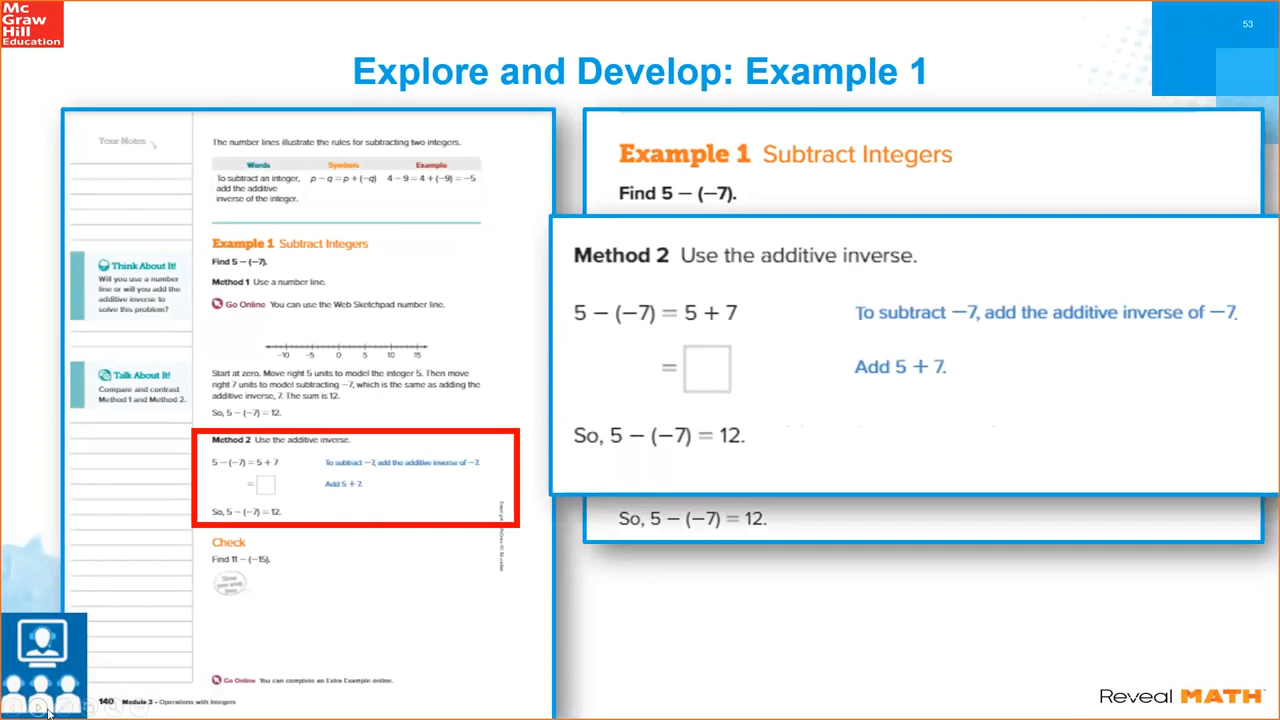 Mc
Graw
Hill
Education
53
Explore and Develop: Example 1
Your Notes
The number lines illustrate the rules for subtracting two integers.
Words Symbols Example
To subtract an integer, p − q = p + (−q) 4 − 9 = 4 + (−9) = −5
add the additive
inverse of the integer.
Example 1 Subtract Integers
Find 5 − (−7).
Method 1 Use a number line.
Go Online You can use the Web Sketchpad number line.
−10 −5 0 5 10 15
Start at zero. Move right 5 units to model the integer 5. Then move
right 7 units to model subtracting −7, which is the same as adding the
additive inverse, 7. The sum is 12.
So, 5 − (−7) = 12.
Method 2 Use the additive inverse.
5 − (−7) = 5 + 7 To subtract −7, add the additive inverse of −7.
= Add 5 + 7.
So, 5 − (−7) = 12.
Check
Find 11 − (−15).
Show
your work
here
Go Online You can complete an Extra Example online.
140 Module 3 • Operations with Integers
Think About It!
Will you use a number
line or will you add the
additive inverse to
solve this problem?
Talk About It!
Compare and contrast
Method 1 and Method 2.
Example 1 Subtract Integers
Find 5 − (−7).
Method 2 Use the additive inverse.
5 − (−7) = 5 + 7 To subtract −7, add the additive inverse of −7.
= Add 5 + 7.
So, 5 − (−7) = 12.
So, 5 − (−7) = 12.
Reveal MATH